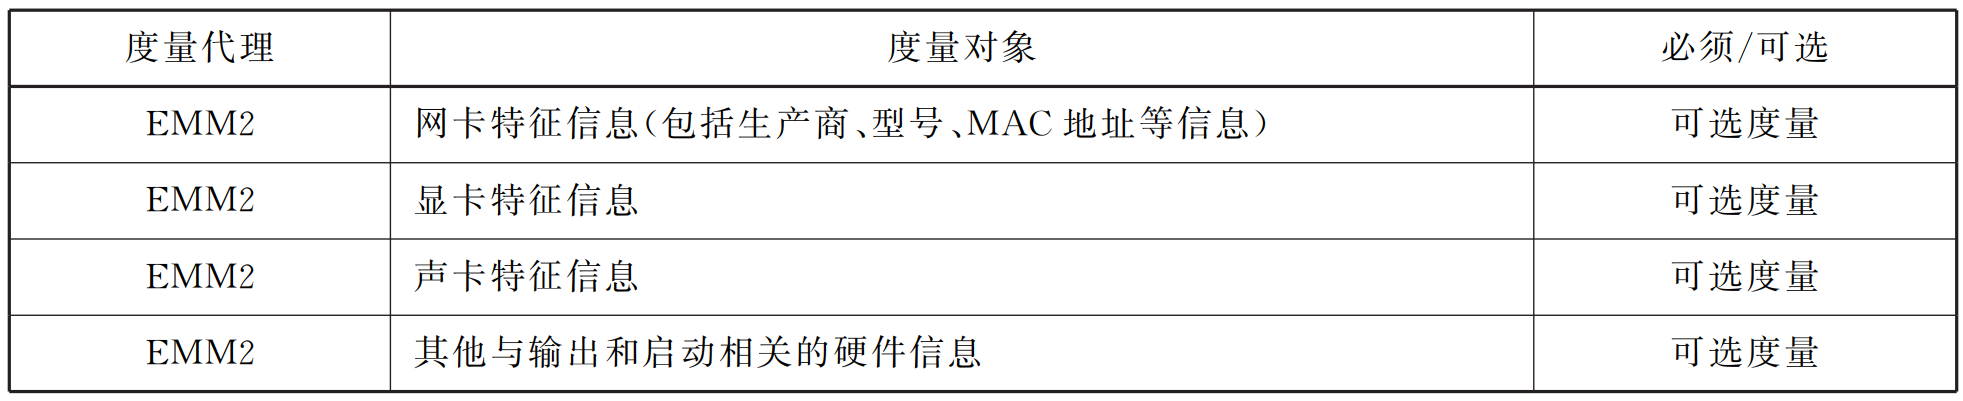 度量代理 度量对象 必须/可选
EMM2 网卡特征信息(包括生产商、型号、MAC 地址等信息) 可选度量
EMM2 显卡特征信息 可选度量
EMM2 声卡特征信息 可选度量
EMM2 其他与输出和启动相关的硬件信息 可选度量